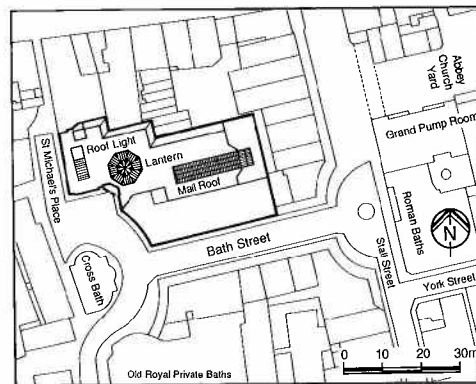 Abbey
Church
Yard
Grand Pump Room
Roof Light
Lantern
Mall Roof
St Michael's Place
Roman Baths
N
Bath Street
Stall Street
Cross Bath
York Street
Old Royal Private Baths
0 10 20 30m